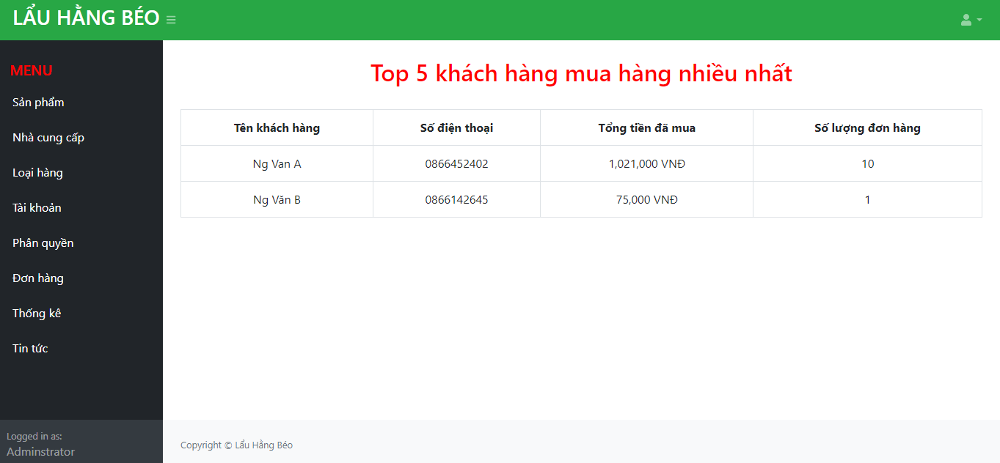 LẨU HẰNG BÉO
MENU
Sản phẩm
Nhà cung cấp
Loại hàng
Tài khoản
Phân quyền
Đơn hàng
Thống kê
Tin tức
Logged in as:
Adminstrator
Top 5 khách hàng mua hàng nhiều nhất
Tên khách hàng Số điện thoại Tổng tiền đã mua Số lượng đơn hàng
Ng Van A 0866452402 1,021,000 VNĐ 10
Ng Văn B 0866142645 75,000 VNĐ 1
Copyright © Lẩu Hằng Béo